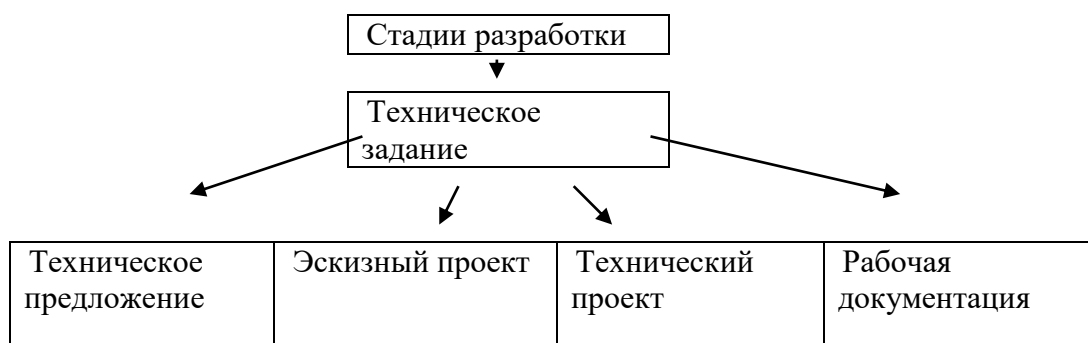 Стадии разработки
Техническое
задание
Техническое
предложение
Эскизный проект
Технический
проект
Рабочая
документация